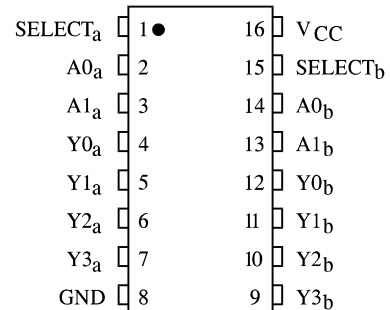 SELECTa 1 16 VCC
A0a 2 15 SELECTb
A1a 3 14 A0b
Y0a 4 13 A1b
Y1a 5 12 Y0b
Y2a 6 11 Y1b
Y3a 7 10 Y2b
GND 8 9 Y3b